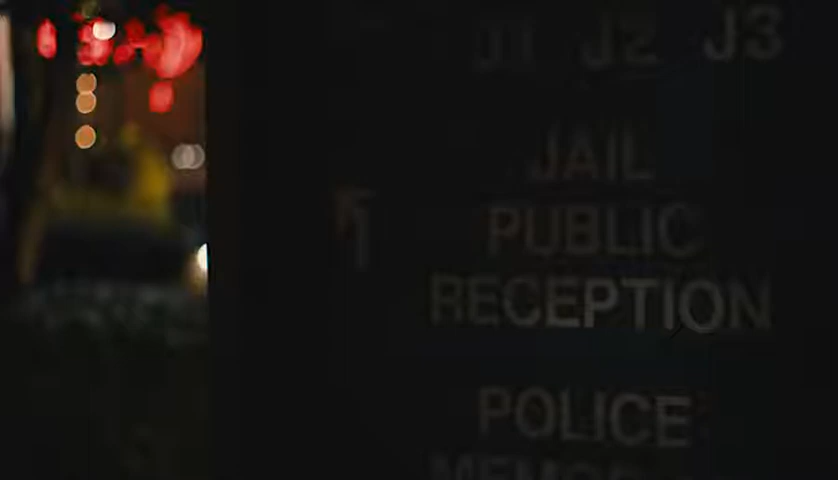 J1 J2 J3
JAIL
PUBLIC
RECEPTION
POLICE